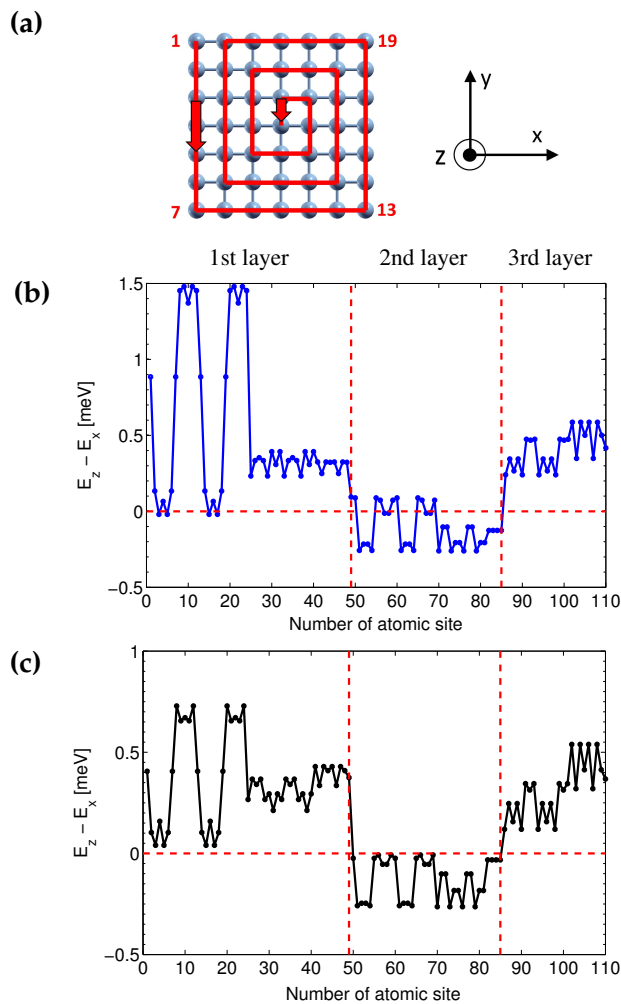 (a)
1 19
7 13
y
x
z
1st layer 2nd layer 3rd layer
(b)
1.5
1
0.5
0
−0.5
E_z − E_x [meV]
0 10 20 30 40 50 60 70 80 90 100 110
Number of atomic site
(c)
1
0.5
0
−0.5
E_z − E_x [meV]
0 10 20 30 40 50 60 70 80 90 100 110
Number of atomic site